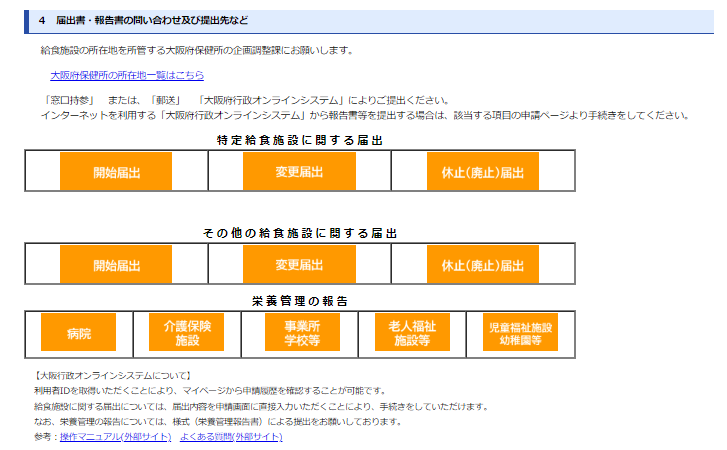 4　届出書・報告書の問い合わせ及び提出先など
給食施設の所在地を所管する大阪府保健所の企画調整課にお願いします。
大阪府保健所の所在地一覧はこちら
「窓口持参」　または、「郵送」　「大阪府行政オンラインシステム」によりご提出ください。
インターネットを利用する「大阪府行政オンラインシステム」から報告書等を提出する場合は、該当する項目の申請ページより手続きをしてください。
特定給食施設に関する届出
開始届出　変更届出　休止(廃止)届出
その他の給食施設に関する届出
開始届出　変更届出　休止(廃止)届出
栄養管理の報告
病院　介護保険施設　事業所学校等　老人福祉施設等　児童福祉施設幼稚園等
【大阪行政オンラインシステムについて】
利用者IDを取得いただくことにより、マイページから申請履歴を確認することが可能です。
給食施設に関する届出については、届出内容を申請画面に直接入力いただくことにより、手続きをしていただけます。
なお、栄養管理の報告については、様式（栄養管理報告書）による提出をお願いしております。
参考：操作マニュアル(外部サイト)　よくある質問(外部サイト)